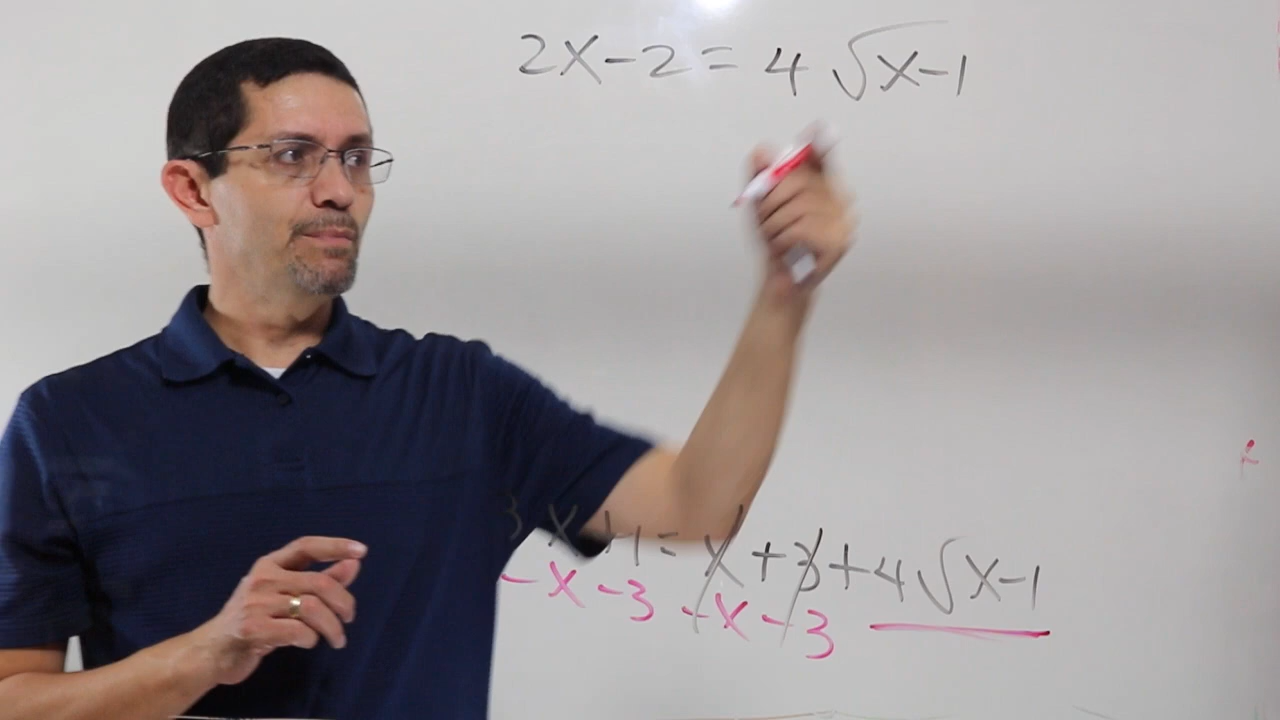 2x-2=4√x-1
3x+1=x+3+4√x-1
-x-3 -x-3